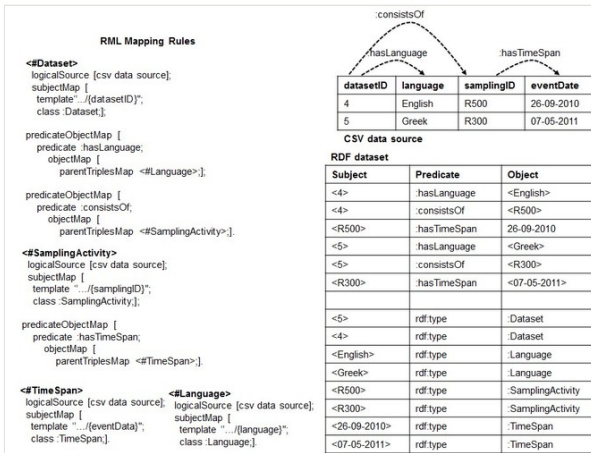 RML Mapping Rules
<#Dataset>
logicalSource [csv data source];
subjectMap [
template“.../{datasetID}”;
class :Dataset;];
predicateObjectMap [
predicate :hasLanguage;
objectMap [
parentTriplesMap <#Language>;];
predicateObjectMap [
predicate :consistsOf;
objectMap [
parentTriplesMap <#SamplingActivity>;].
<#SamplingActivity>
logicalSource [csv data source];
subjectMap [
template “.../{samplingID}”;
class :SamplingActivity;];
predicateObjectMap [
predicate :hasTimeSpan;
objectMap [
parentTriplesMap <#TimeSpan>;].
<#TimeSpan>
logicalSource [csv data source];
subjectMap [
template “.../{eventData}”;
class :TimeSpan;].
<#Language>
logicalSource [csv data source];
subjectMap [
template “.../{language}”;
class :Language;].
:consistsOf
:hasLanguage :hasTimeSpan
datasetID language samplingID eventDate
4 English R500 26-09-2010
5 Greek R300 07-05-2011
CSV data source
RDF dataset
Subject Predicate Object
<4> :hasLanguage <English>
<4> :consistsOf <R500>
<R500> :hasTimeSpan 26-09-2010
<5> :hasLanguage <Greek>
<5> :consistsOf <R300>
<R300> :hasTimeSpan <07-05-2011>
<5> rdf:type :Dataset
<4> rdf:type :Dataset
<English> rdf:type :Language
<Greek> rdf:type :Language
<R500> rdf:type :SamplingActivity
<R300> rdf:type :SamplingActivity
<26-09-2010> rdf:type :TimeSpan
<07-05-2011> rdf:type :TimeSpan